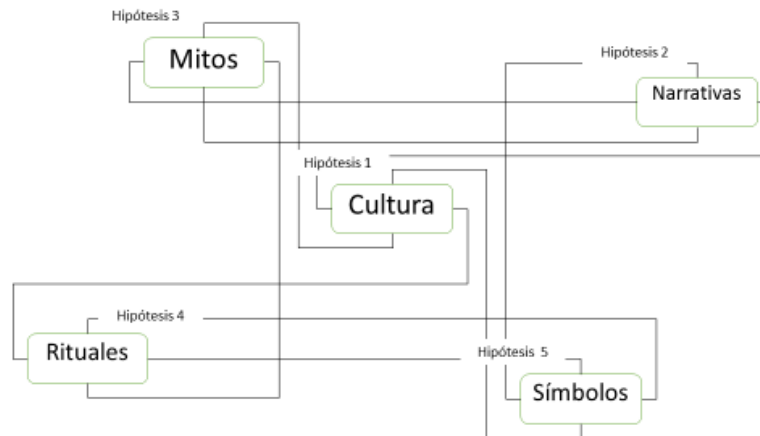 Hipótesis 3
Mitos
Hipótesis 2
Narrativas
Hipótesis 1
Cultura
Hipótesis 4
Rituales
Hipótesis 5
Símbolos